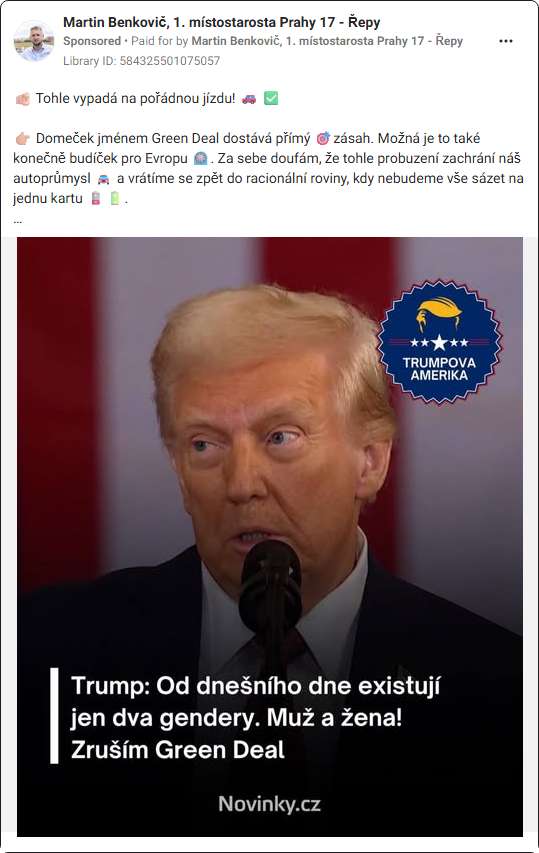 Martin Benkovič, 1. místostarosta Prahy 17 - Řepy
Sponsored • Paid for by Martin Benkovič, 1. místostarosta Prahy 17 - Řepy
Library ID: 584325501075057
👊🏼 Tohle vypadá na pořádnou jízdu! 🚗 ✅
👉🏼 Domeček jménem Green Deal dostává přímý 🎯 zásah. Možná je to také
konečně budíček pro Evropu 🎡. Za sebe doufám, že tohle probuzení zachrání náš
autoprůmysl 🚘 a vrátíme se zpět do racionální roviny, kdy nebudeme vše sázet na
jednu kartu 🪫 🔋.
...
TRUMPOVA
AMERIKA
Trump: Od dnešního dne existují
jen dva gendery. Muž a žena!
Zruším Green Deal
Novinky.cz